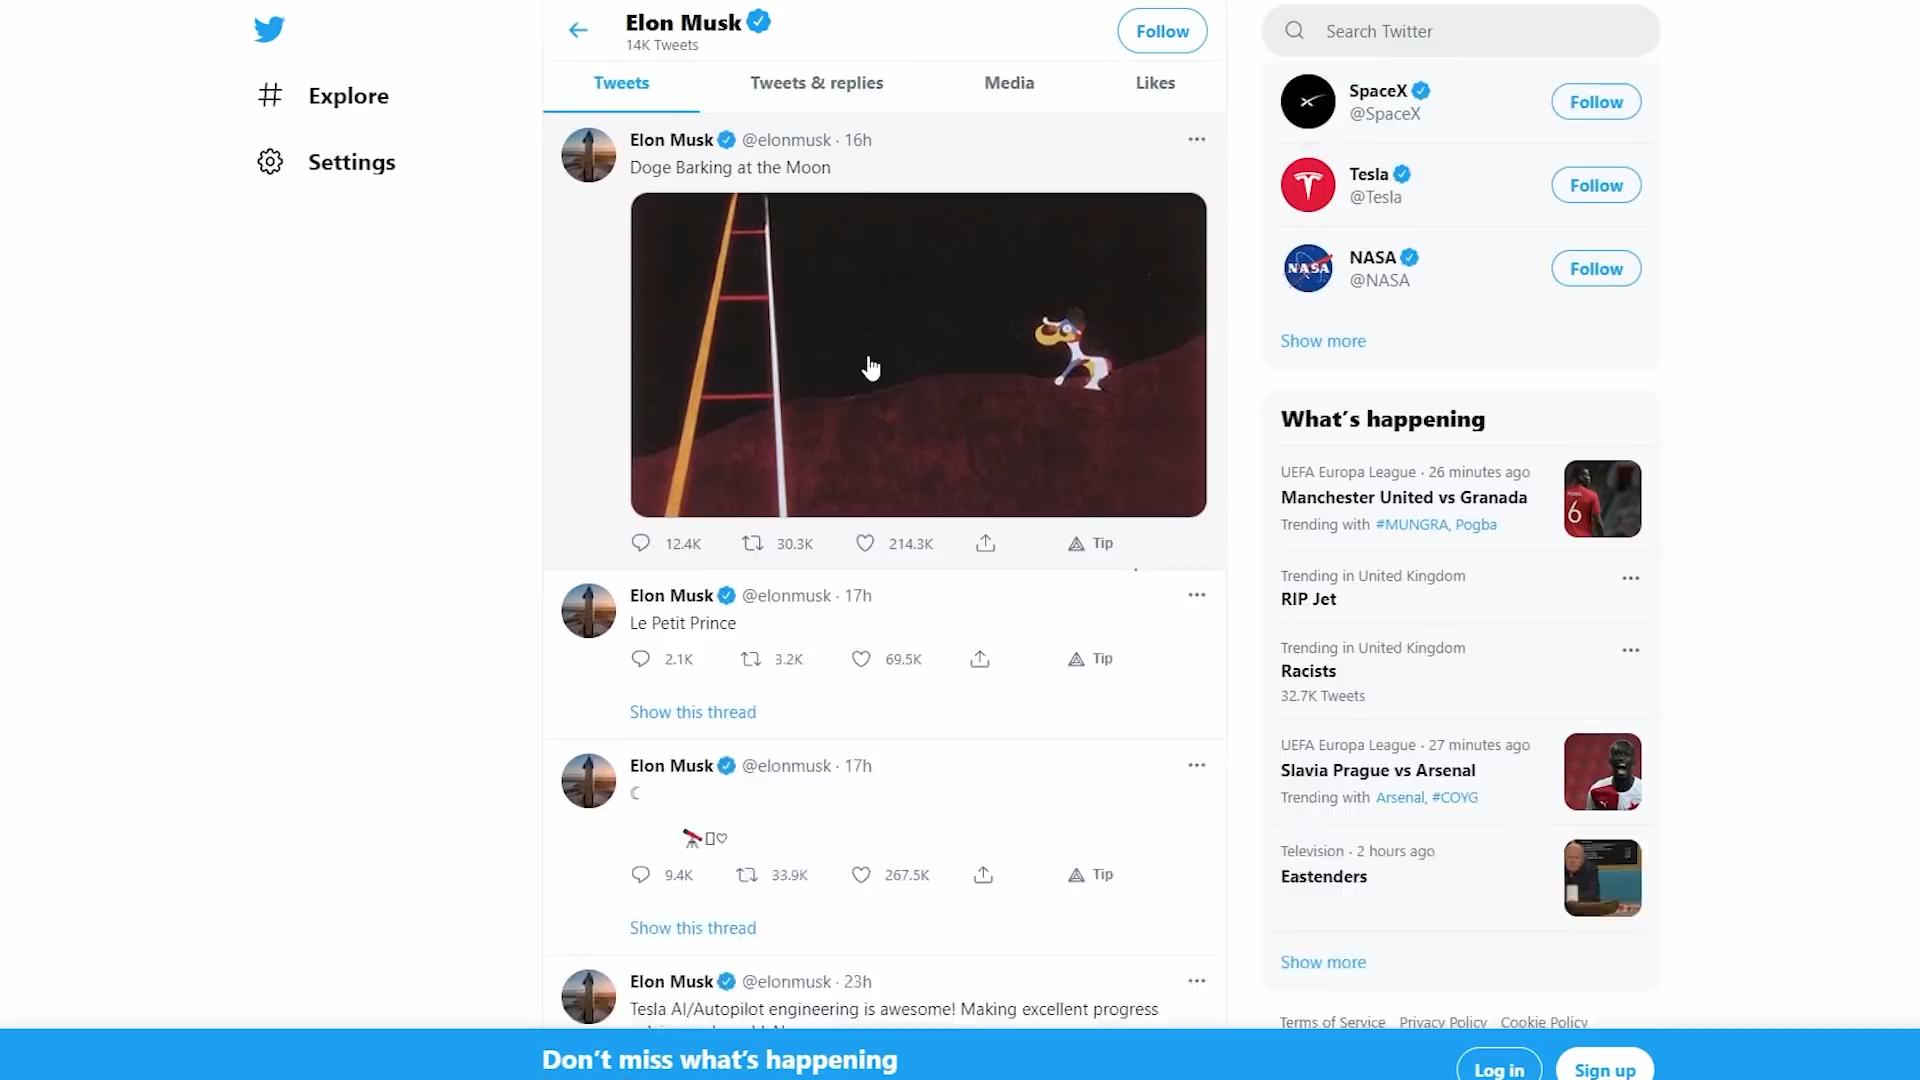 Elon Musk
14K Tweets
Follow
Search Twitter
Explore
Settings
Tweets
Tweets & replies
Media
Likes
Elon Musk @elonmusk · 16h
Doge Barking at the Moon
12.4K
30.3K
214.3K
Tip
Elon Musk @elonmusk · 17h
Le Petit Prince
2.1K
3.2K
69.5K
Tip
Show this thread
Elon Musk @elonmusk · 17h
9.4K
33.9K
267.5K
Tip
Show this thread
Elon Musk @elonmusk · 23h
Tesla AI/Autopilot engineering is awesome! Making excellent progress
SpaceX
@SpaceX
Follow
Tesla
@Tesla
Follow
NASA
NASA
@NASA
Follow
Show more
What's happening
UEFA Europa League · 26 minutes ago
Manchester United vs Granada
Trending with #MUNGRA, Pogba
6
Trending in United Kingdom
RIP Jet
Trending in United Kingdom
Racists
32.7K Tweets
UEFA Europa League · 27 minutes ago
Slavia Prague vs Arsenal
Trending with Arsenal, #COYG
Television · 2 hours ago
Eastenders
Show more
Terms of Service Privacy Policy Cookie Policy
Don't miss what's happening
Log in
Sign up